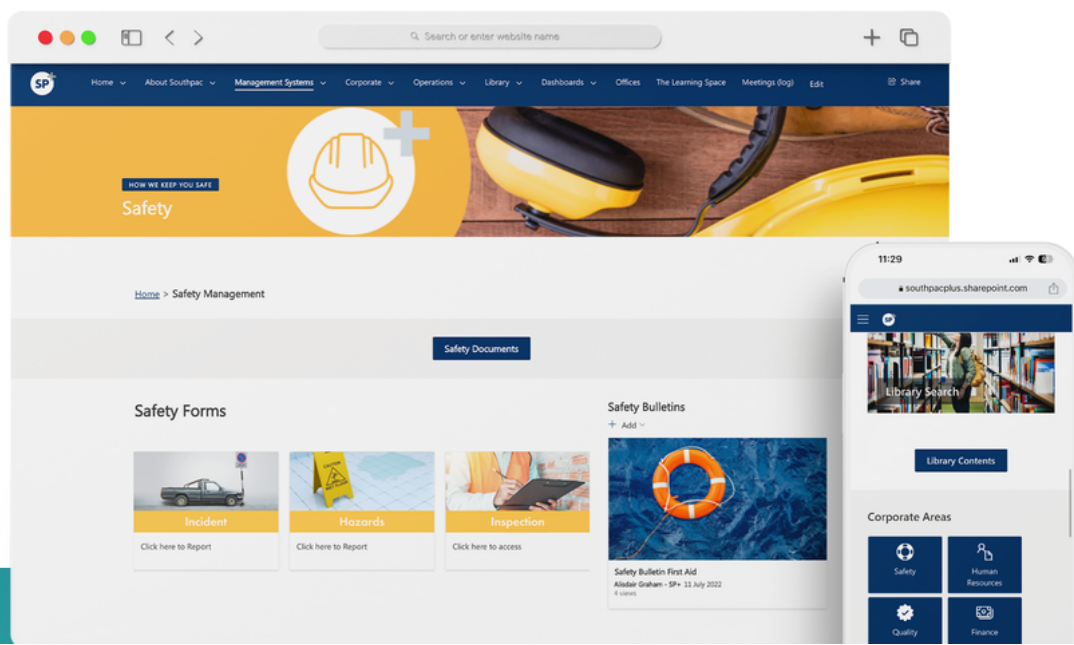 Search or enter website name
SP+
Home About Southpac Management Systems Corporate Operations Library Dashboards Offices The Learning Space Meetings (log) Edit Share
HOW WE KEEP YOU SAFE
Safety
Home > Safety Management
Safety Documents
Safety Forms
Incident
Click here to Report
CAUTION
WET FLOOR
Hazards
Click here to Report
Inspection
Click here to access
Safety Bulletins
+ Add
Safety Bulletin First Aid
Alisdair Graham - SP+ 11 July 2022
4 views
11:29
southpacplus.sharepoint.com
SP+
Library Search
Library Contents
Corporate Areas
Safety
Human
Resources
Quality
Finance